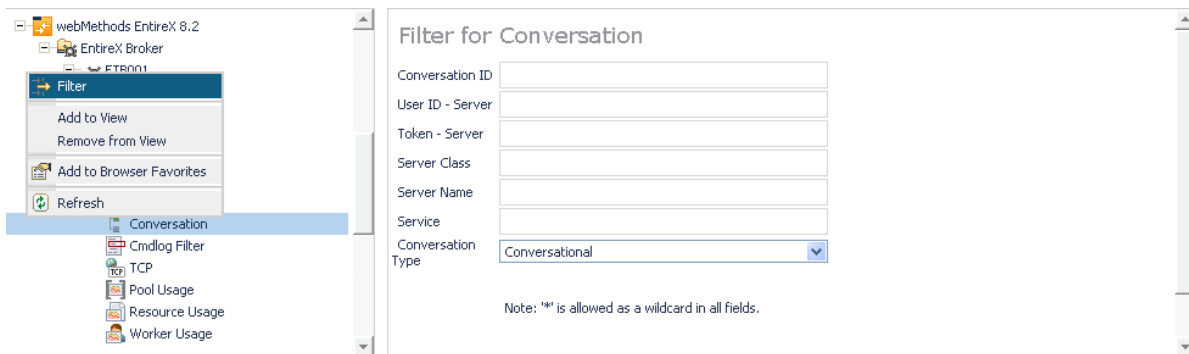 webMethods EntireX 8.2
EntireX Broker
ETB001
Filter
Add to View
Remove from View
Add to Browser Favorites
Refresh
Conversation
Cmdlog Filter
TCP
TCP
Pool Usage
Resource Usage
Worker Usage
Filter for Conversation
Conversation ID
User ID - Server
Token - Server
Server Class
Server Name
Service
Conversation
Type
Conversational
Note: '*' is allowed as a wildcard in all fields.